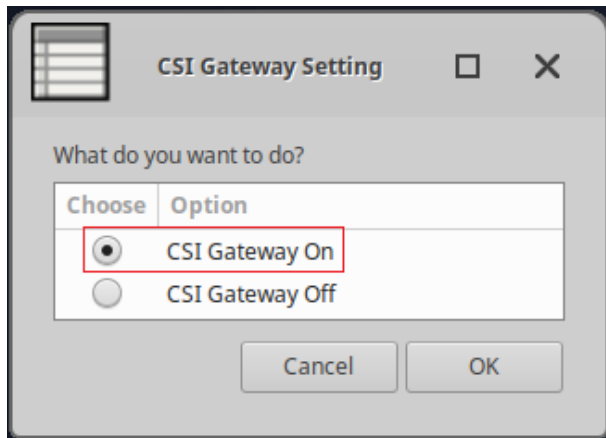 CSI Gateway Setting
What do you want to do?
Choose Option
CSI Gateway On
CSI Gateway Off
Cancel OK